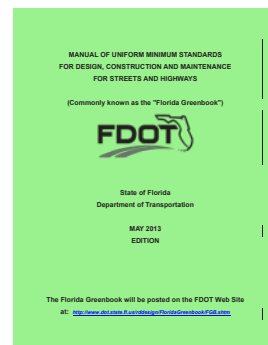 MANUAL OF UNIFORM MINIMUM STANDARDS
FOR DESIGN, CONSTRUCTION AND MAINTENANCE
FOR STREETS AND HIGHWAYS
(Commonly known as the "Florida Greenbook")
FDOT
State of Florida
Department of Transportation
MAY 2013
EDITION
The Florida Greenbook will be posted on the FDOT Web Site
at: http://www.dot.state.fl.us/rddesign/FloridaGreenbook/FGB.shtm